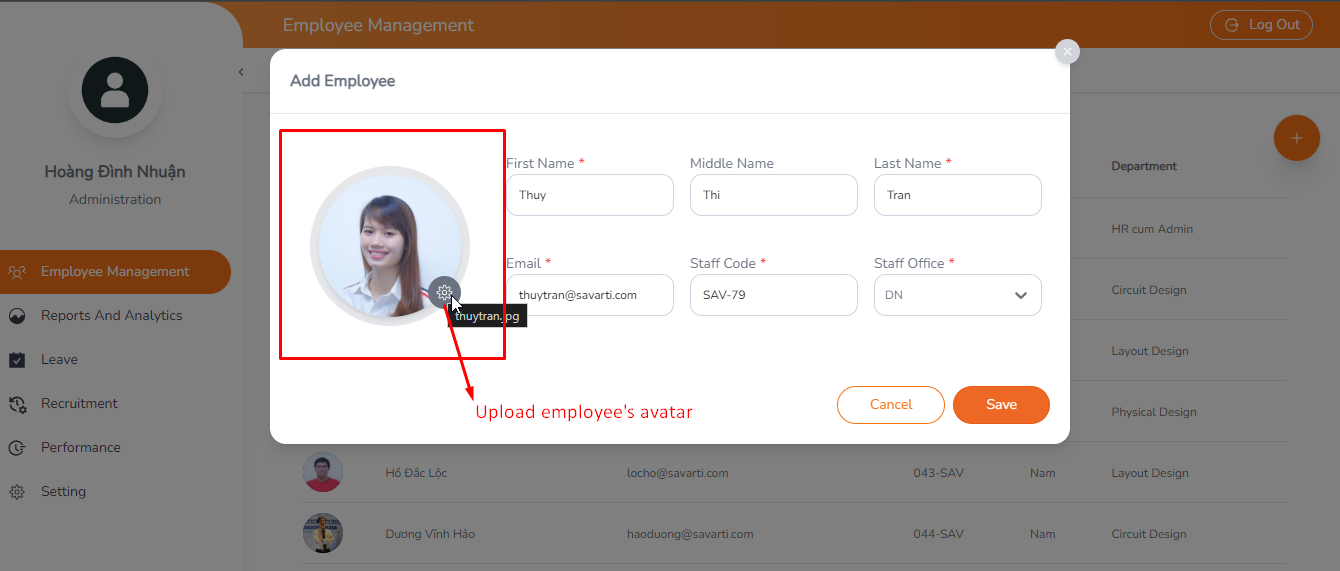 Employee Management
Log Out
Add Employee
Hoàng Đình Nhuận
Administration
Employee Management
Reports And Analytics
Leave
Recruitment
Performance
Setting
First Name *
Middle Name
Last Name *
Thuy
Thi
Tran
Email *
Staff Code *
Staff Office *
thuytran@savarti.com
SAV-79
DN
thuytran.jpg
Upload employee's avatar
Cancel
Save
Department
HR cum Admin
Circuit Design
Layout Design
Physical Design
Hồ Đắc Lộc locho@savarti.com 043-SAV Nam Layout Design
Dương Vĩnh Hảo haoduong@savarti.com 044-SAV Circuit Design